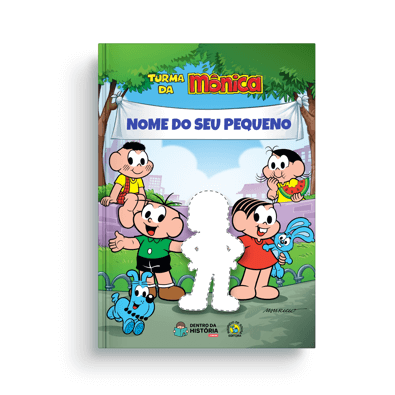 TURMA DA MÔNICA
NOME DO SEU PEQUENO
DENTRO DA
HISTÓRIA